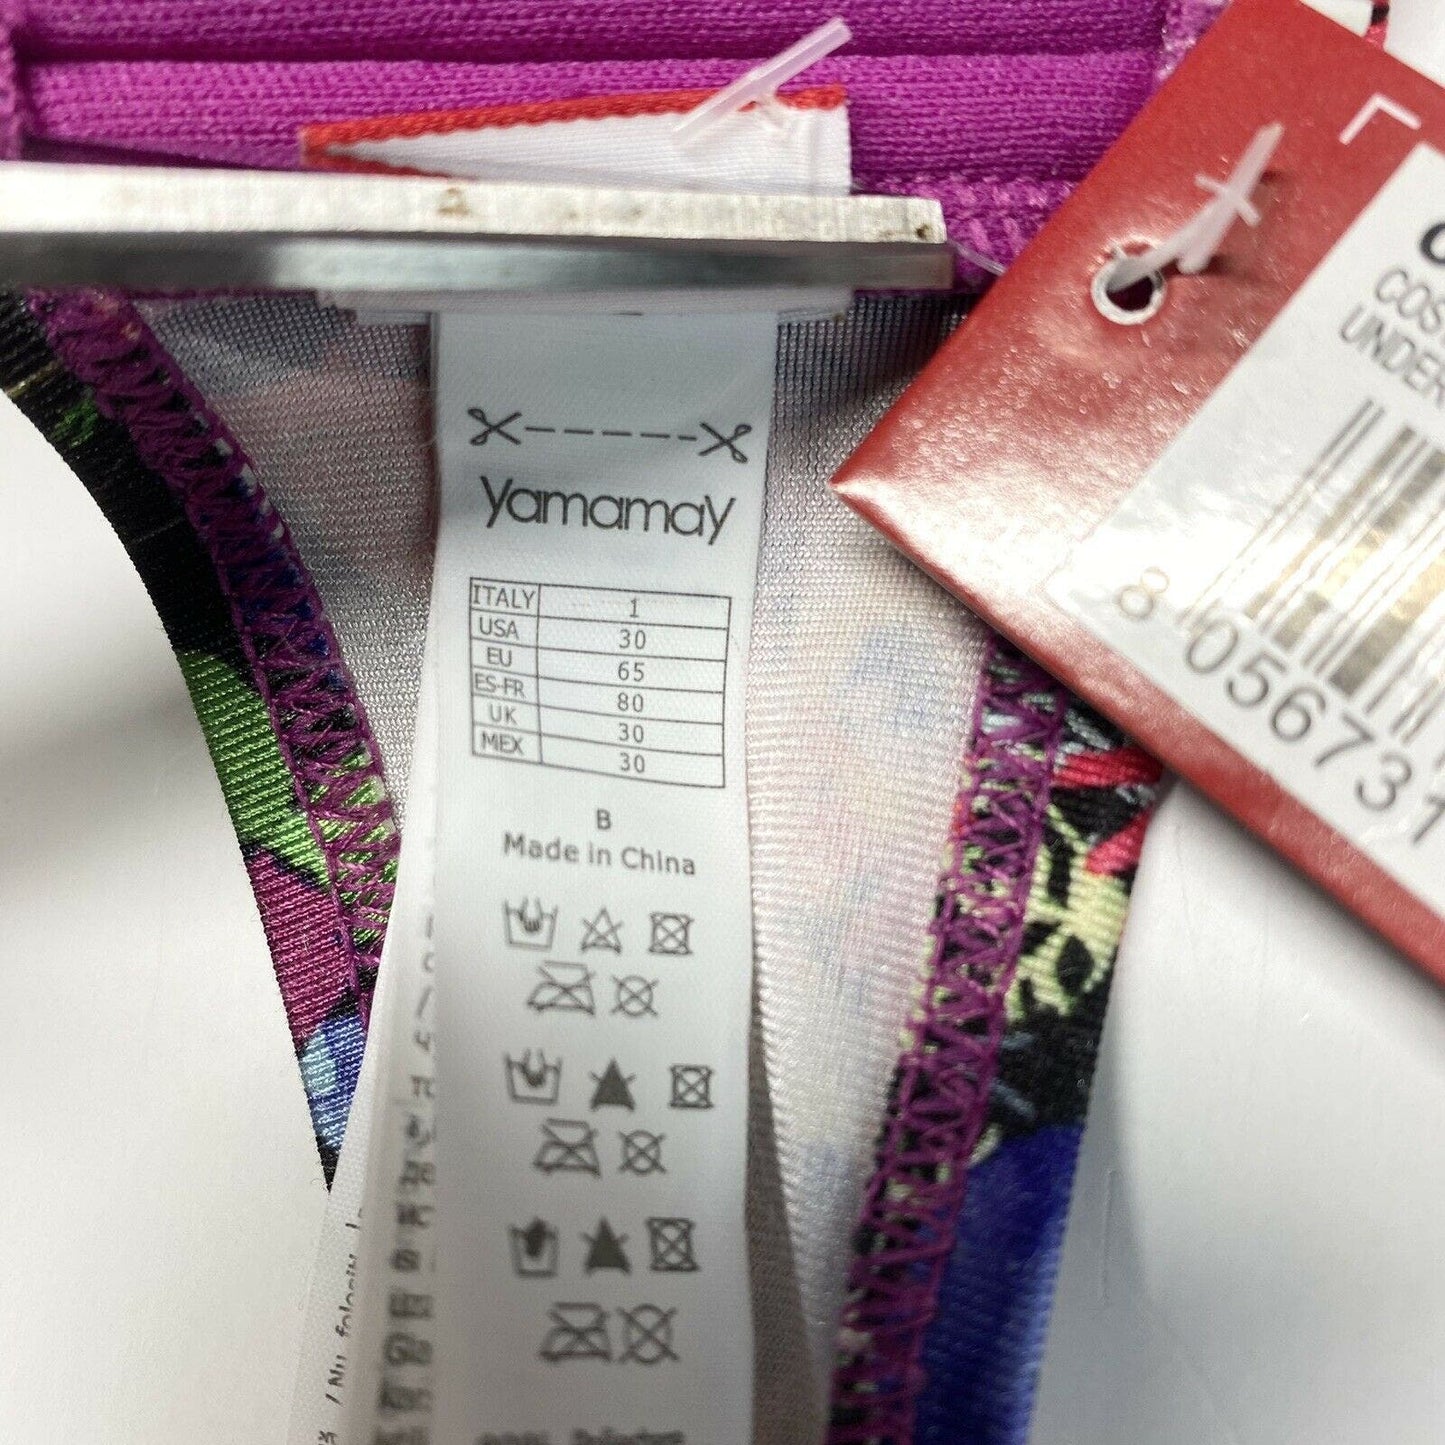 yamamay
ITALY 1
USA 30
EU 65
ES-FR 80
UK 30
MEX 30
B
Made in China
COS
UNDER
8 056731
/ Nu